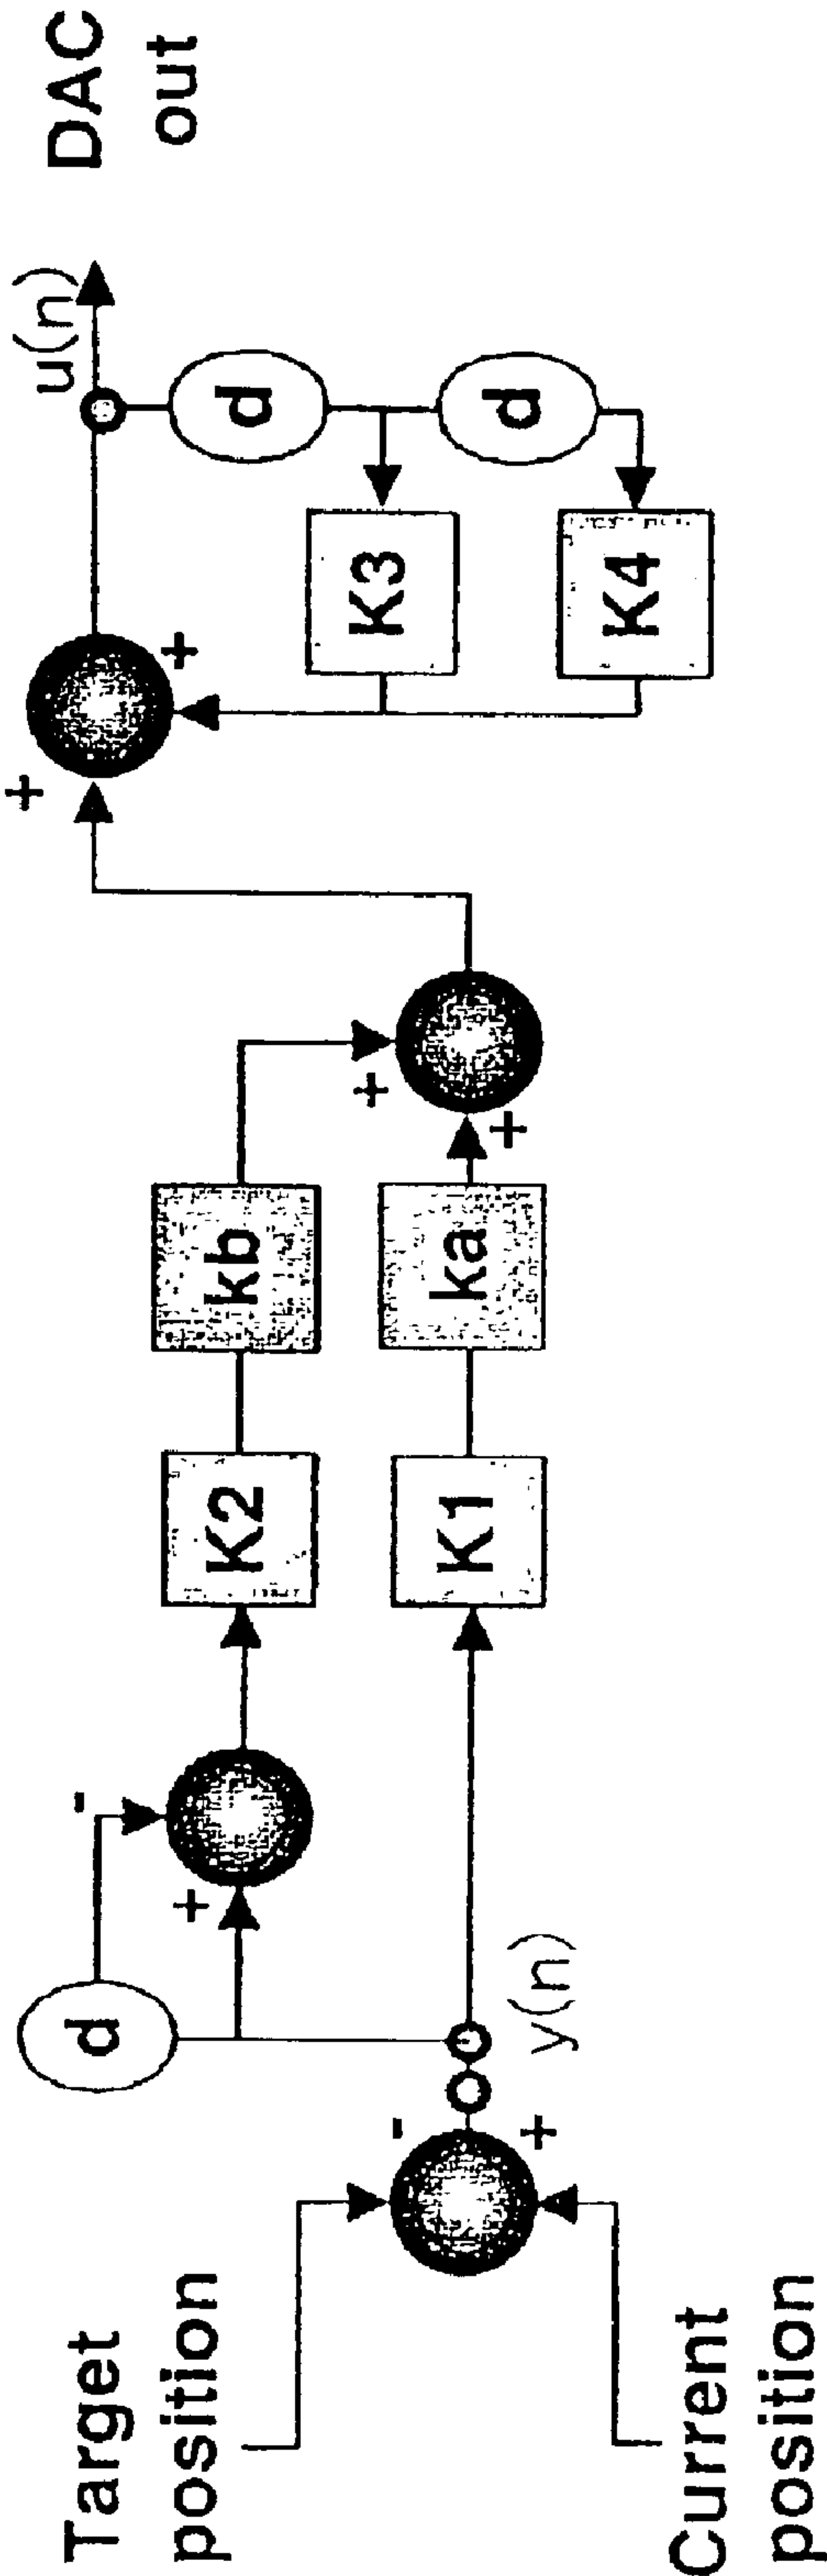 Target
position
Current
position
-
+
y(n)
d
-
+
K2
kb
K1
ka
+
+
+
+
u(n)
d
d
K3
K4
DAC
out